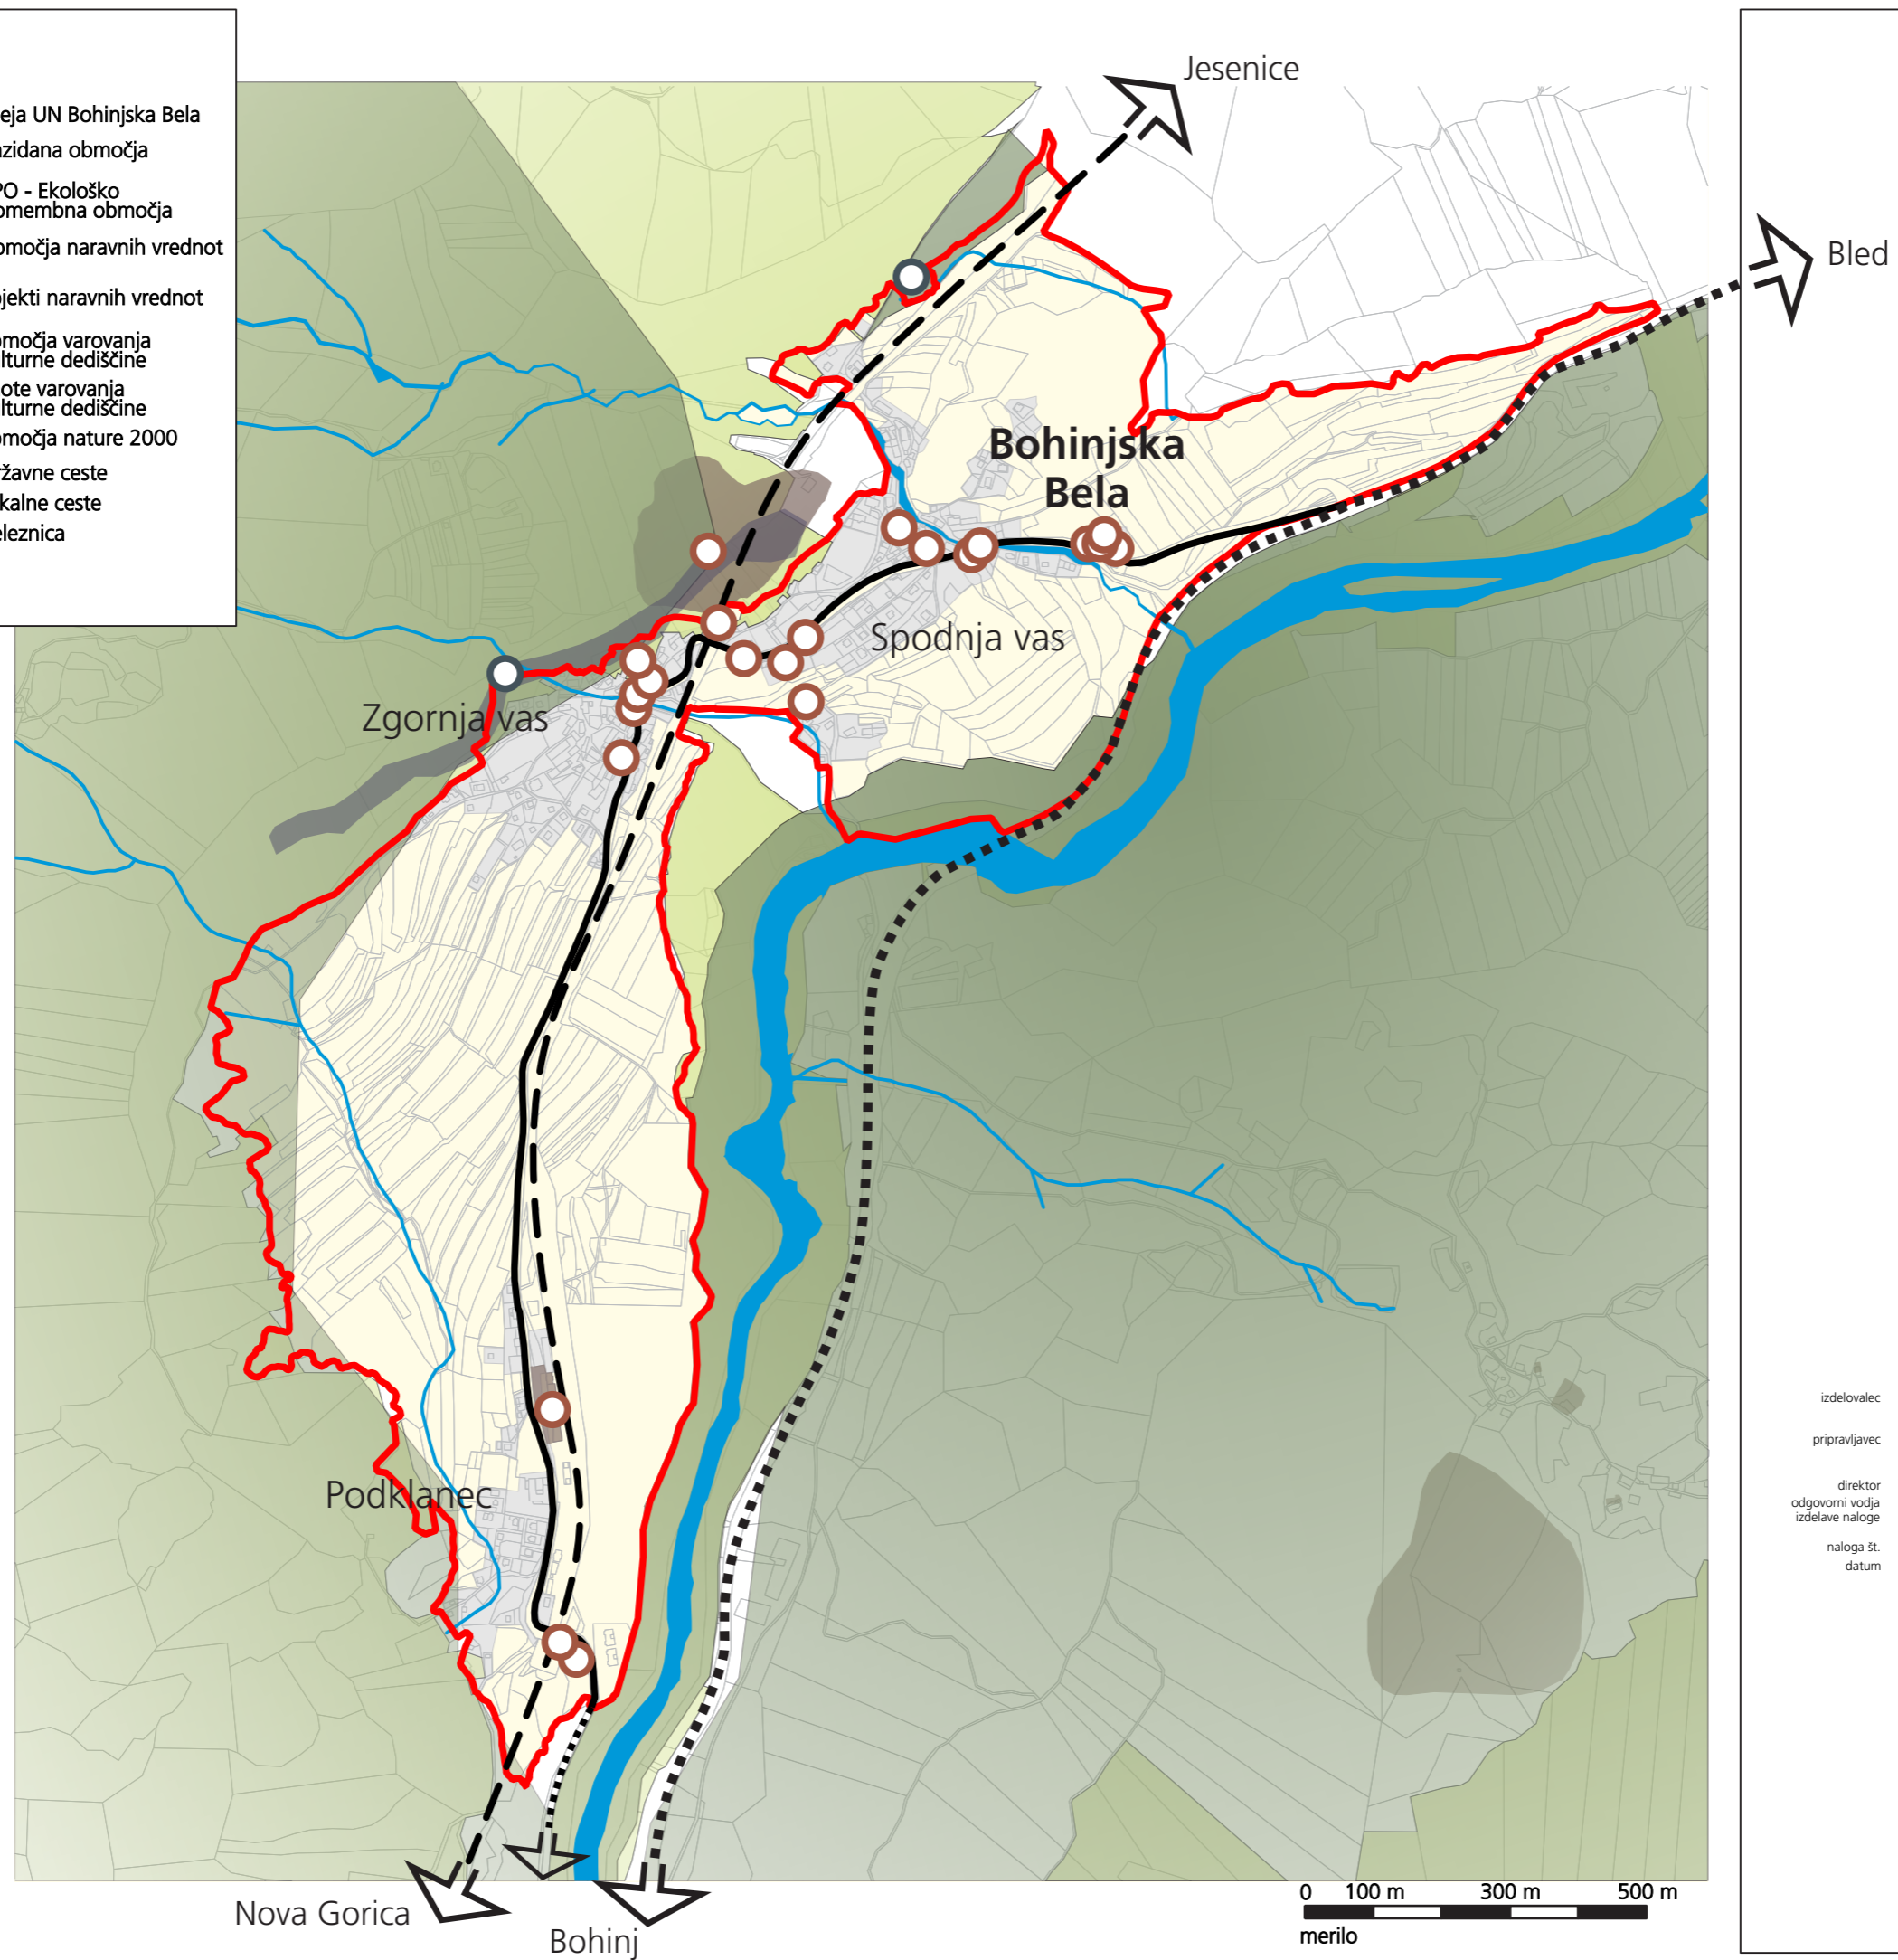 eja UN Bohinjska Bela
zidana območja
PO - Ekološko
omembna območja
močja naravnih vrednot
jekti naravnih vrednot
močja varovanja
lturne dediščine
ote varovanja
lturne dediščine
močja nature 2000
žavne ceste
kalne ceste
eleznica
Jesenice
Bled
Bohinjska
Bela
Spodnja vas
Zgornja vas
Podklanec
Nova Gorica
Bohinj
izdelovalec
pripravljavec
direktor
odgovorni vodja
izdelave naloge
naloga št.
datum
0 100 m 300 m 500 m
merilo